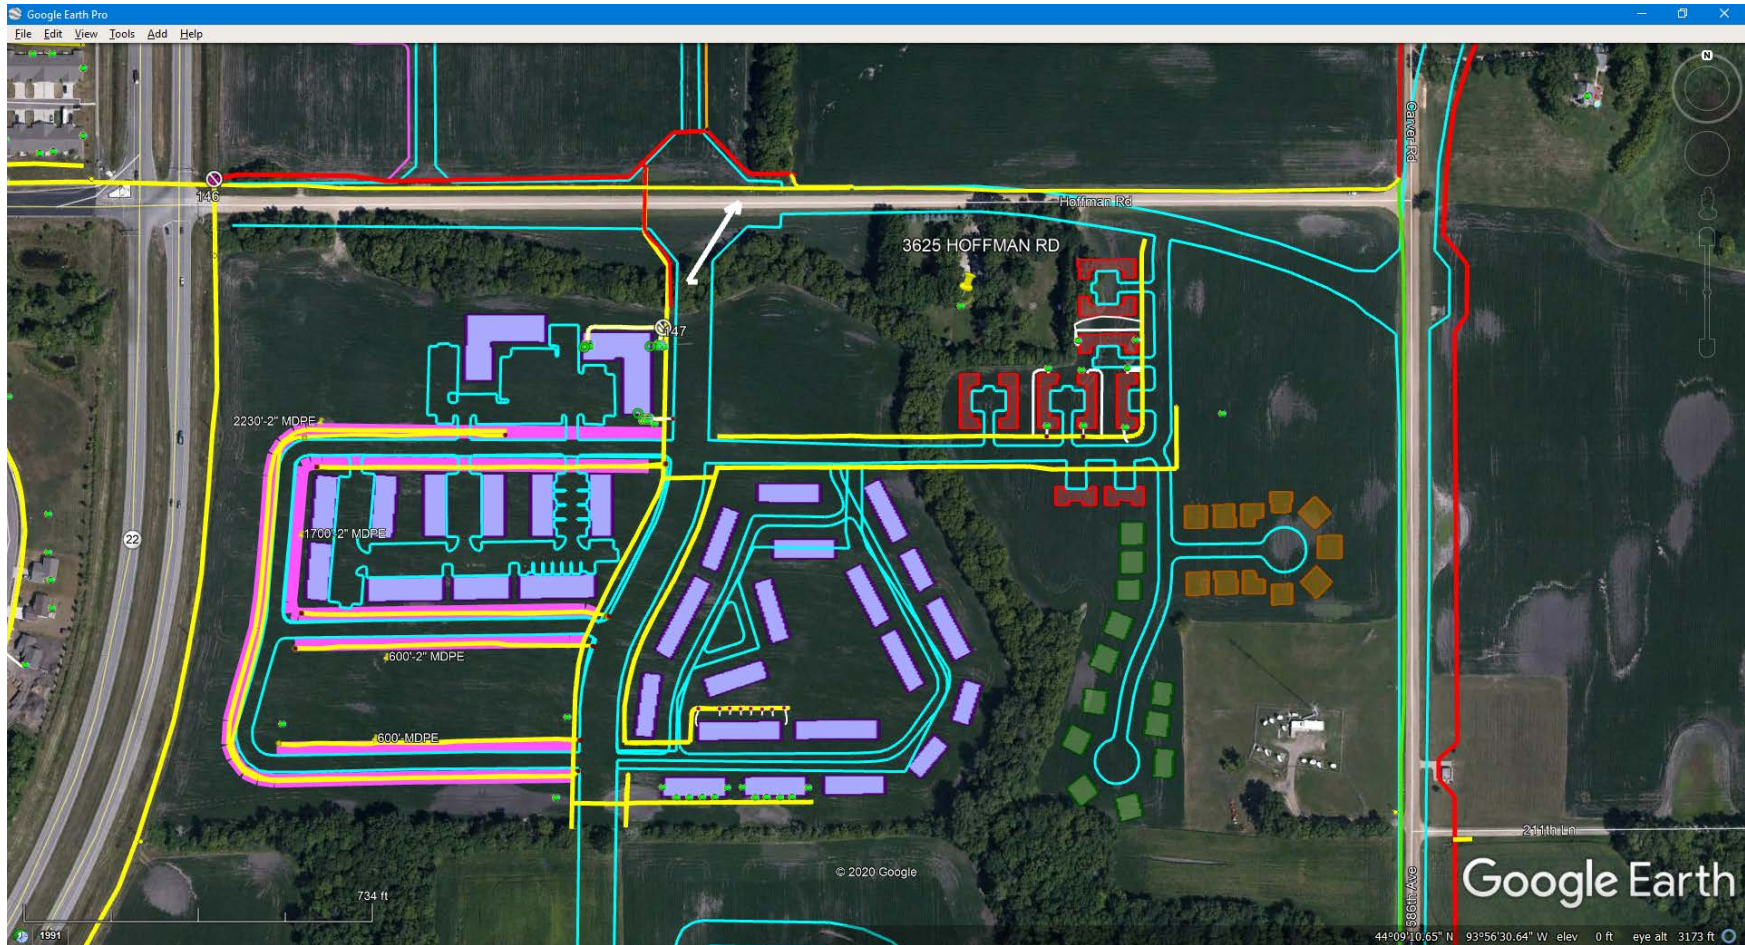 Google Earth Pro
File Edit View Tools Add Help
N
Carver Rd
146
Hoffman Rd
3625 HOFFMAN RD
147
2230'-2" MDPE
1700'-2" MDPE
22
600'-2" MDPE
600' MDPE
211th Ln
© 2020 Google
Google Earth
586th Ave
734 ft
1991
44°09'10.65" N 93°56'30.64" W elev 0 ft eye alt 3173 ft